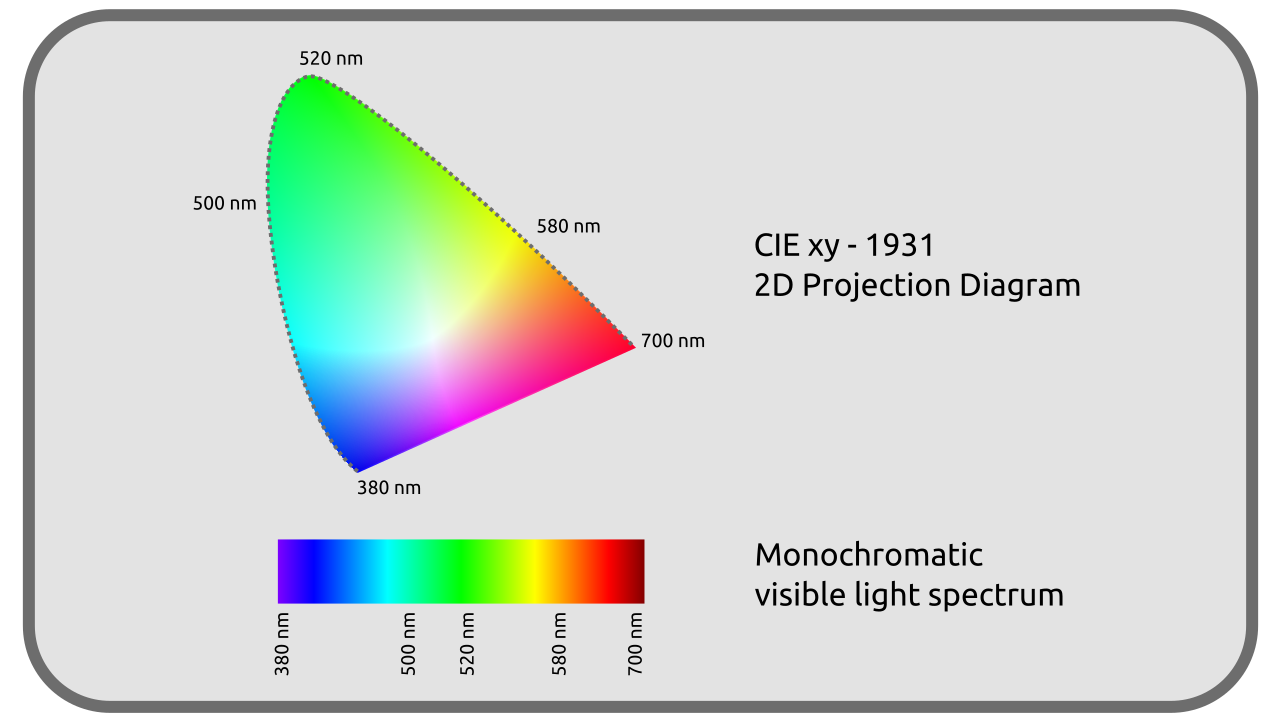 520 nm
500 nm
580 nm
CIE xy - 1931
2D Projection Diagram
700 nm
380 nm
Monochromatic
visible light spectrum
380 nm
500 nm
520 nm
580 nm
700 nm